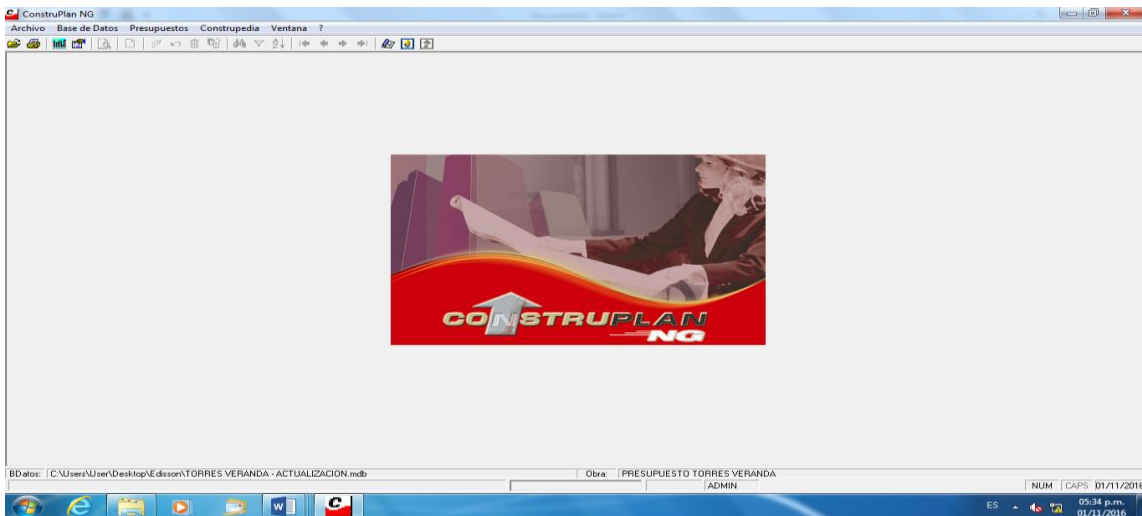 ConstruPlan NG
Archivo Base de Datos Presupuestos Construpedia Ventana ?
CONSTRUPLAN
NG
BDatos: C:\Users\User\Desktop\Edisson\TORRES VERANDA - ACTUALIZACION.mdb Obra: PRESUPUESTO TORRES VERANDA
ADMIN NUM CAPS 01/11/2016
ES 05:34 p.m.
01/11/2016